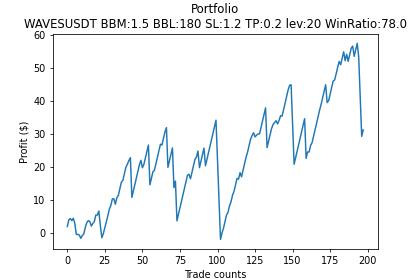 Portfolio
WAVESUSDT BBM:1.5 BBL:180 SL:1.2 TP:0.2 lev:20 WinRatio:78.0
60
50
40
30
20
10
0
Profit ($)
0 25 50 75 100 125 150 175 200
Trade counts